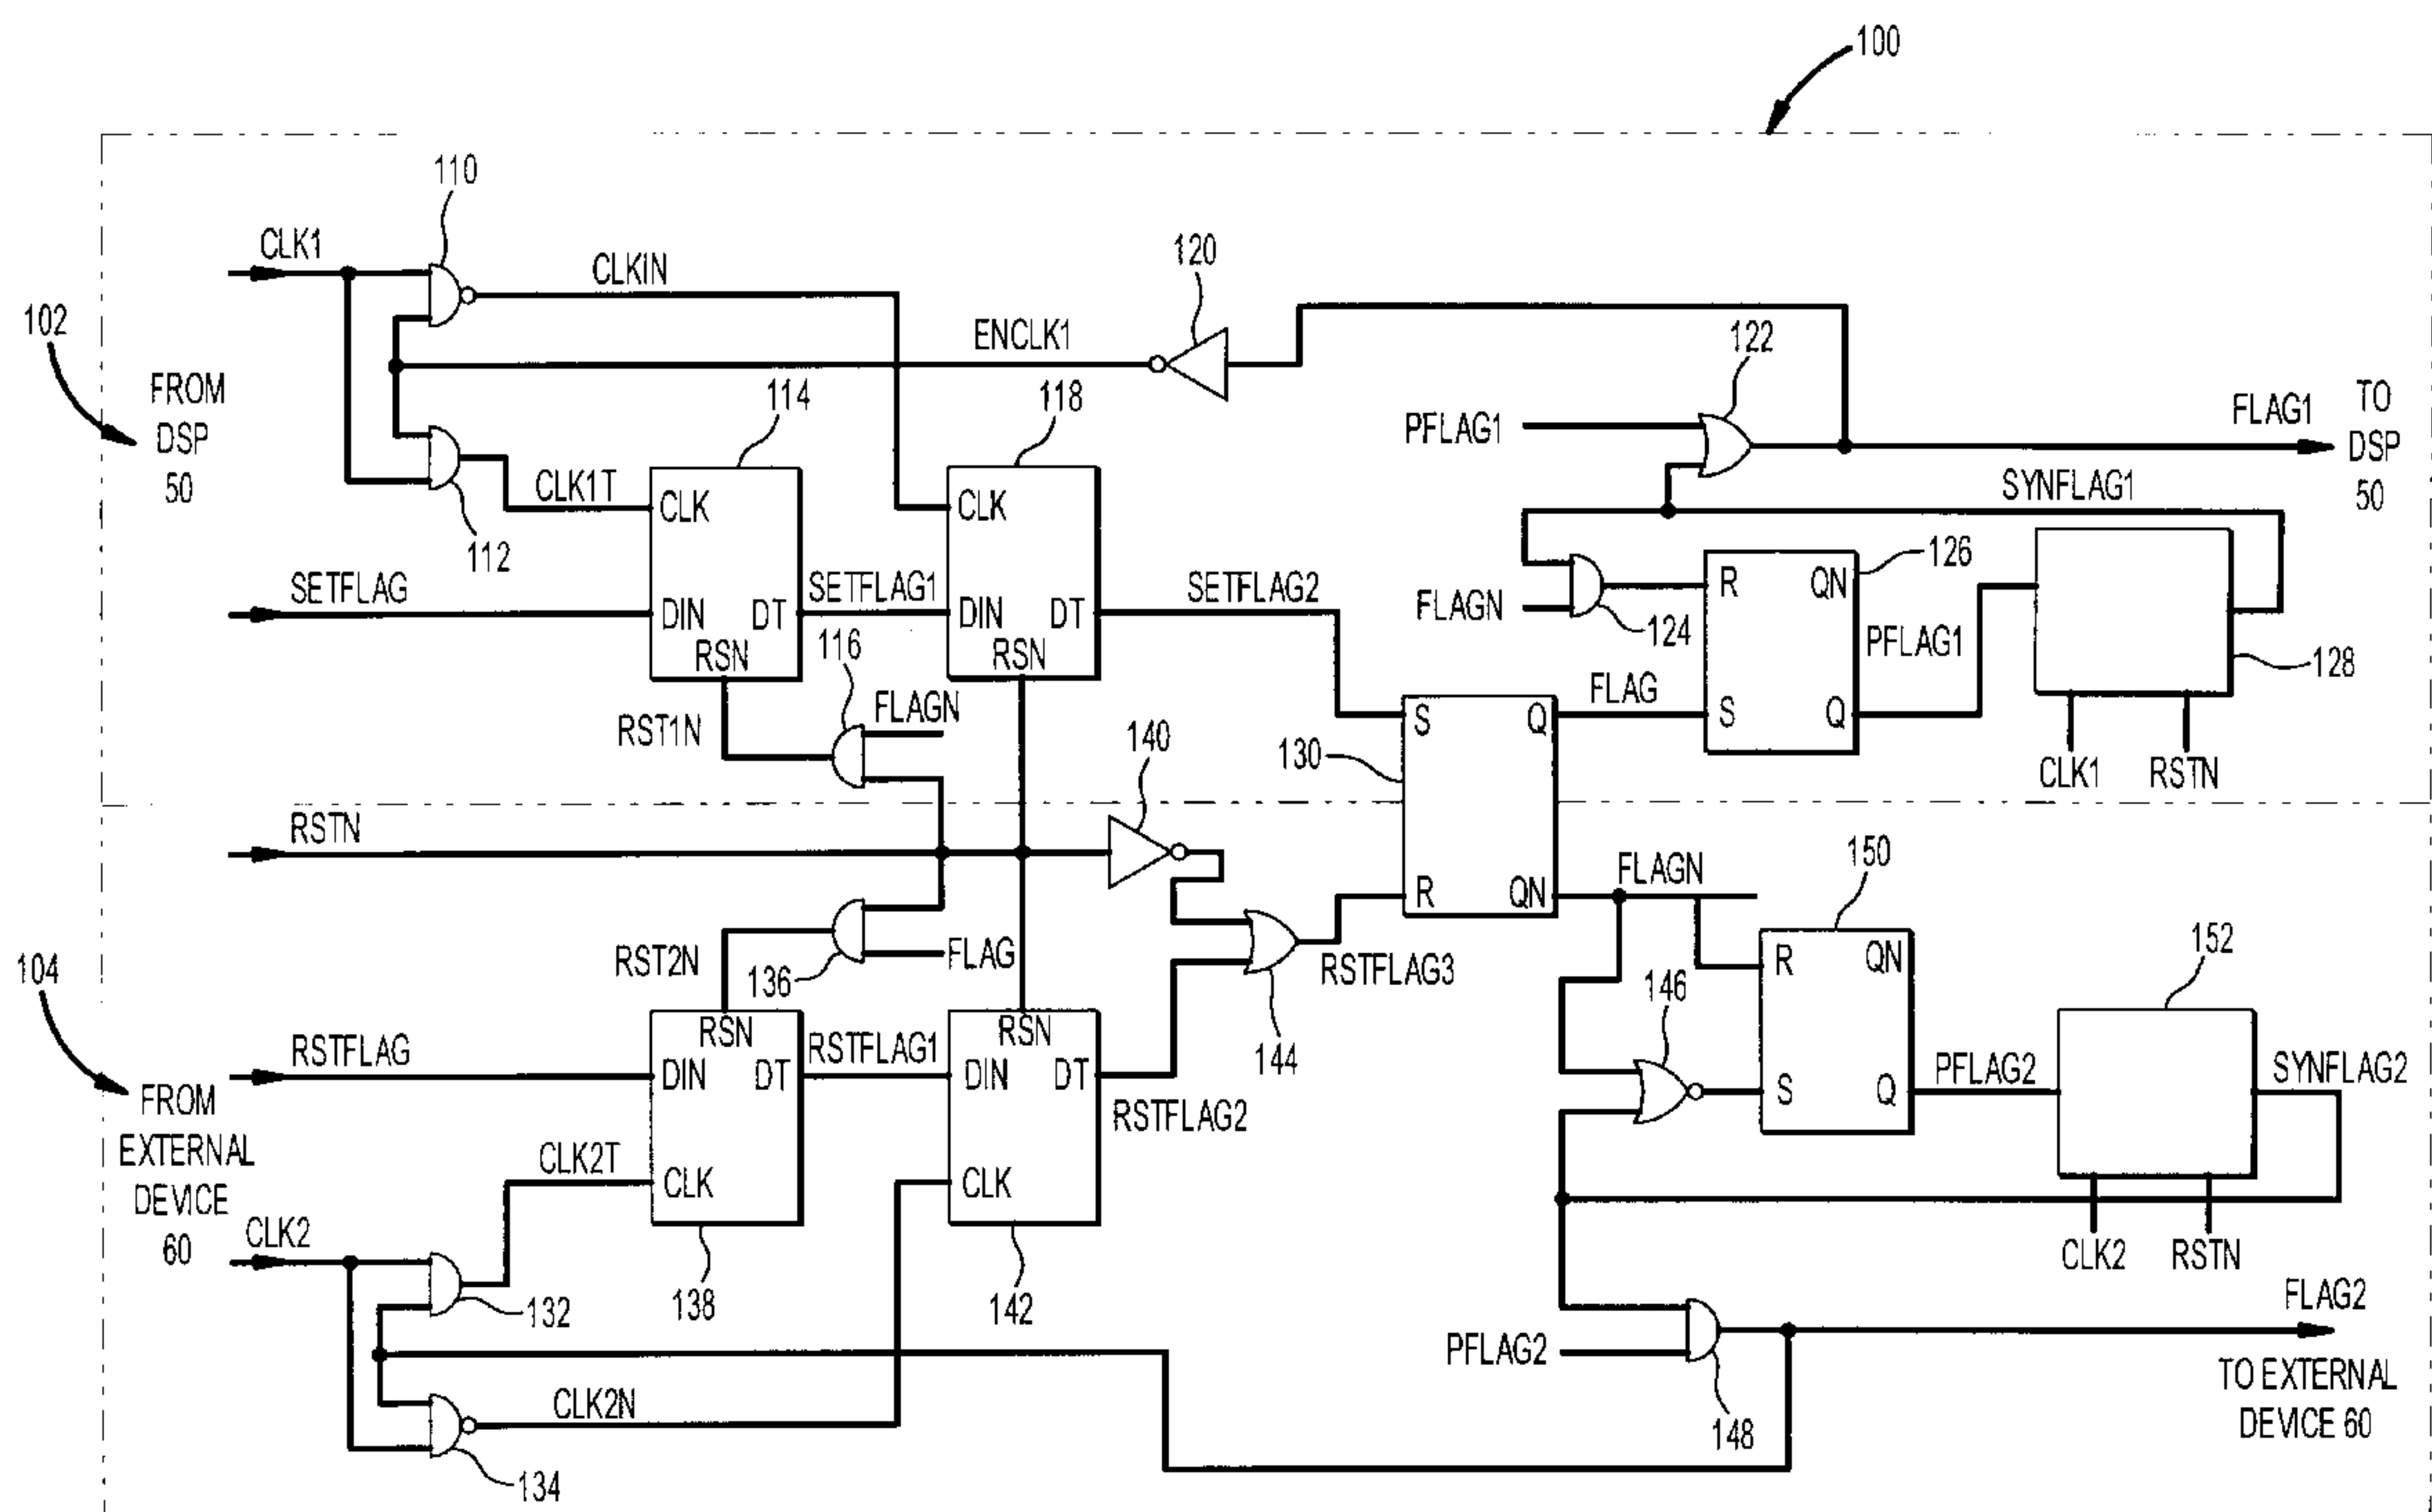 100
110
CLK1
CLKIN
120
102
ENCLK1
122
FROM
DSP
50
114
118
PFLAG1
FLAG1
TO
DSP
50
CLK1T
CLK
CLK
SYNFLAG1
112
SETFLAG
DIN
DT
RSN
SETFLAG1
DIN
DT
RSN
SETFLAG2
FLAGN
124
R
QN
S
Q
126
PFLAG1
128
CLK1
RSTN
116
FLAGN
RST1N
140
130
S
Q
R
QN
FLAG
RSTN
FLAGN
150
RST2N
136
FLAG
144
RSTFLAG3
104
FROM
EXTERNAL
DEVICE
60
RSTFLAG
RSN
DIN
DT
CLK
RSTFLAG1
RSN
DIN
DT
CLK
RSTFLAG2
146
R
QN
S
Q
PFLAG2
152
SYNFLAG2
CLK2
RSTN
CLK2T
CLK2
132
138
142
CLK2N
134
PFLAG2
148
FLAG2
TO EXTERNAL
DEVICE 60